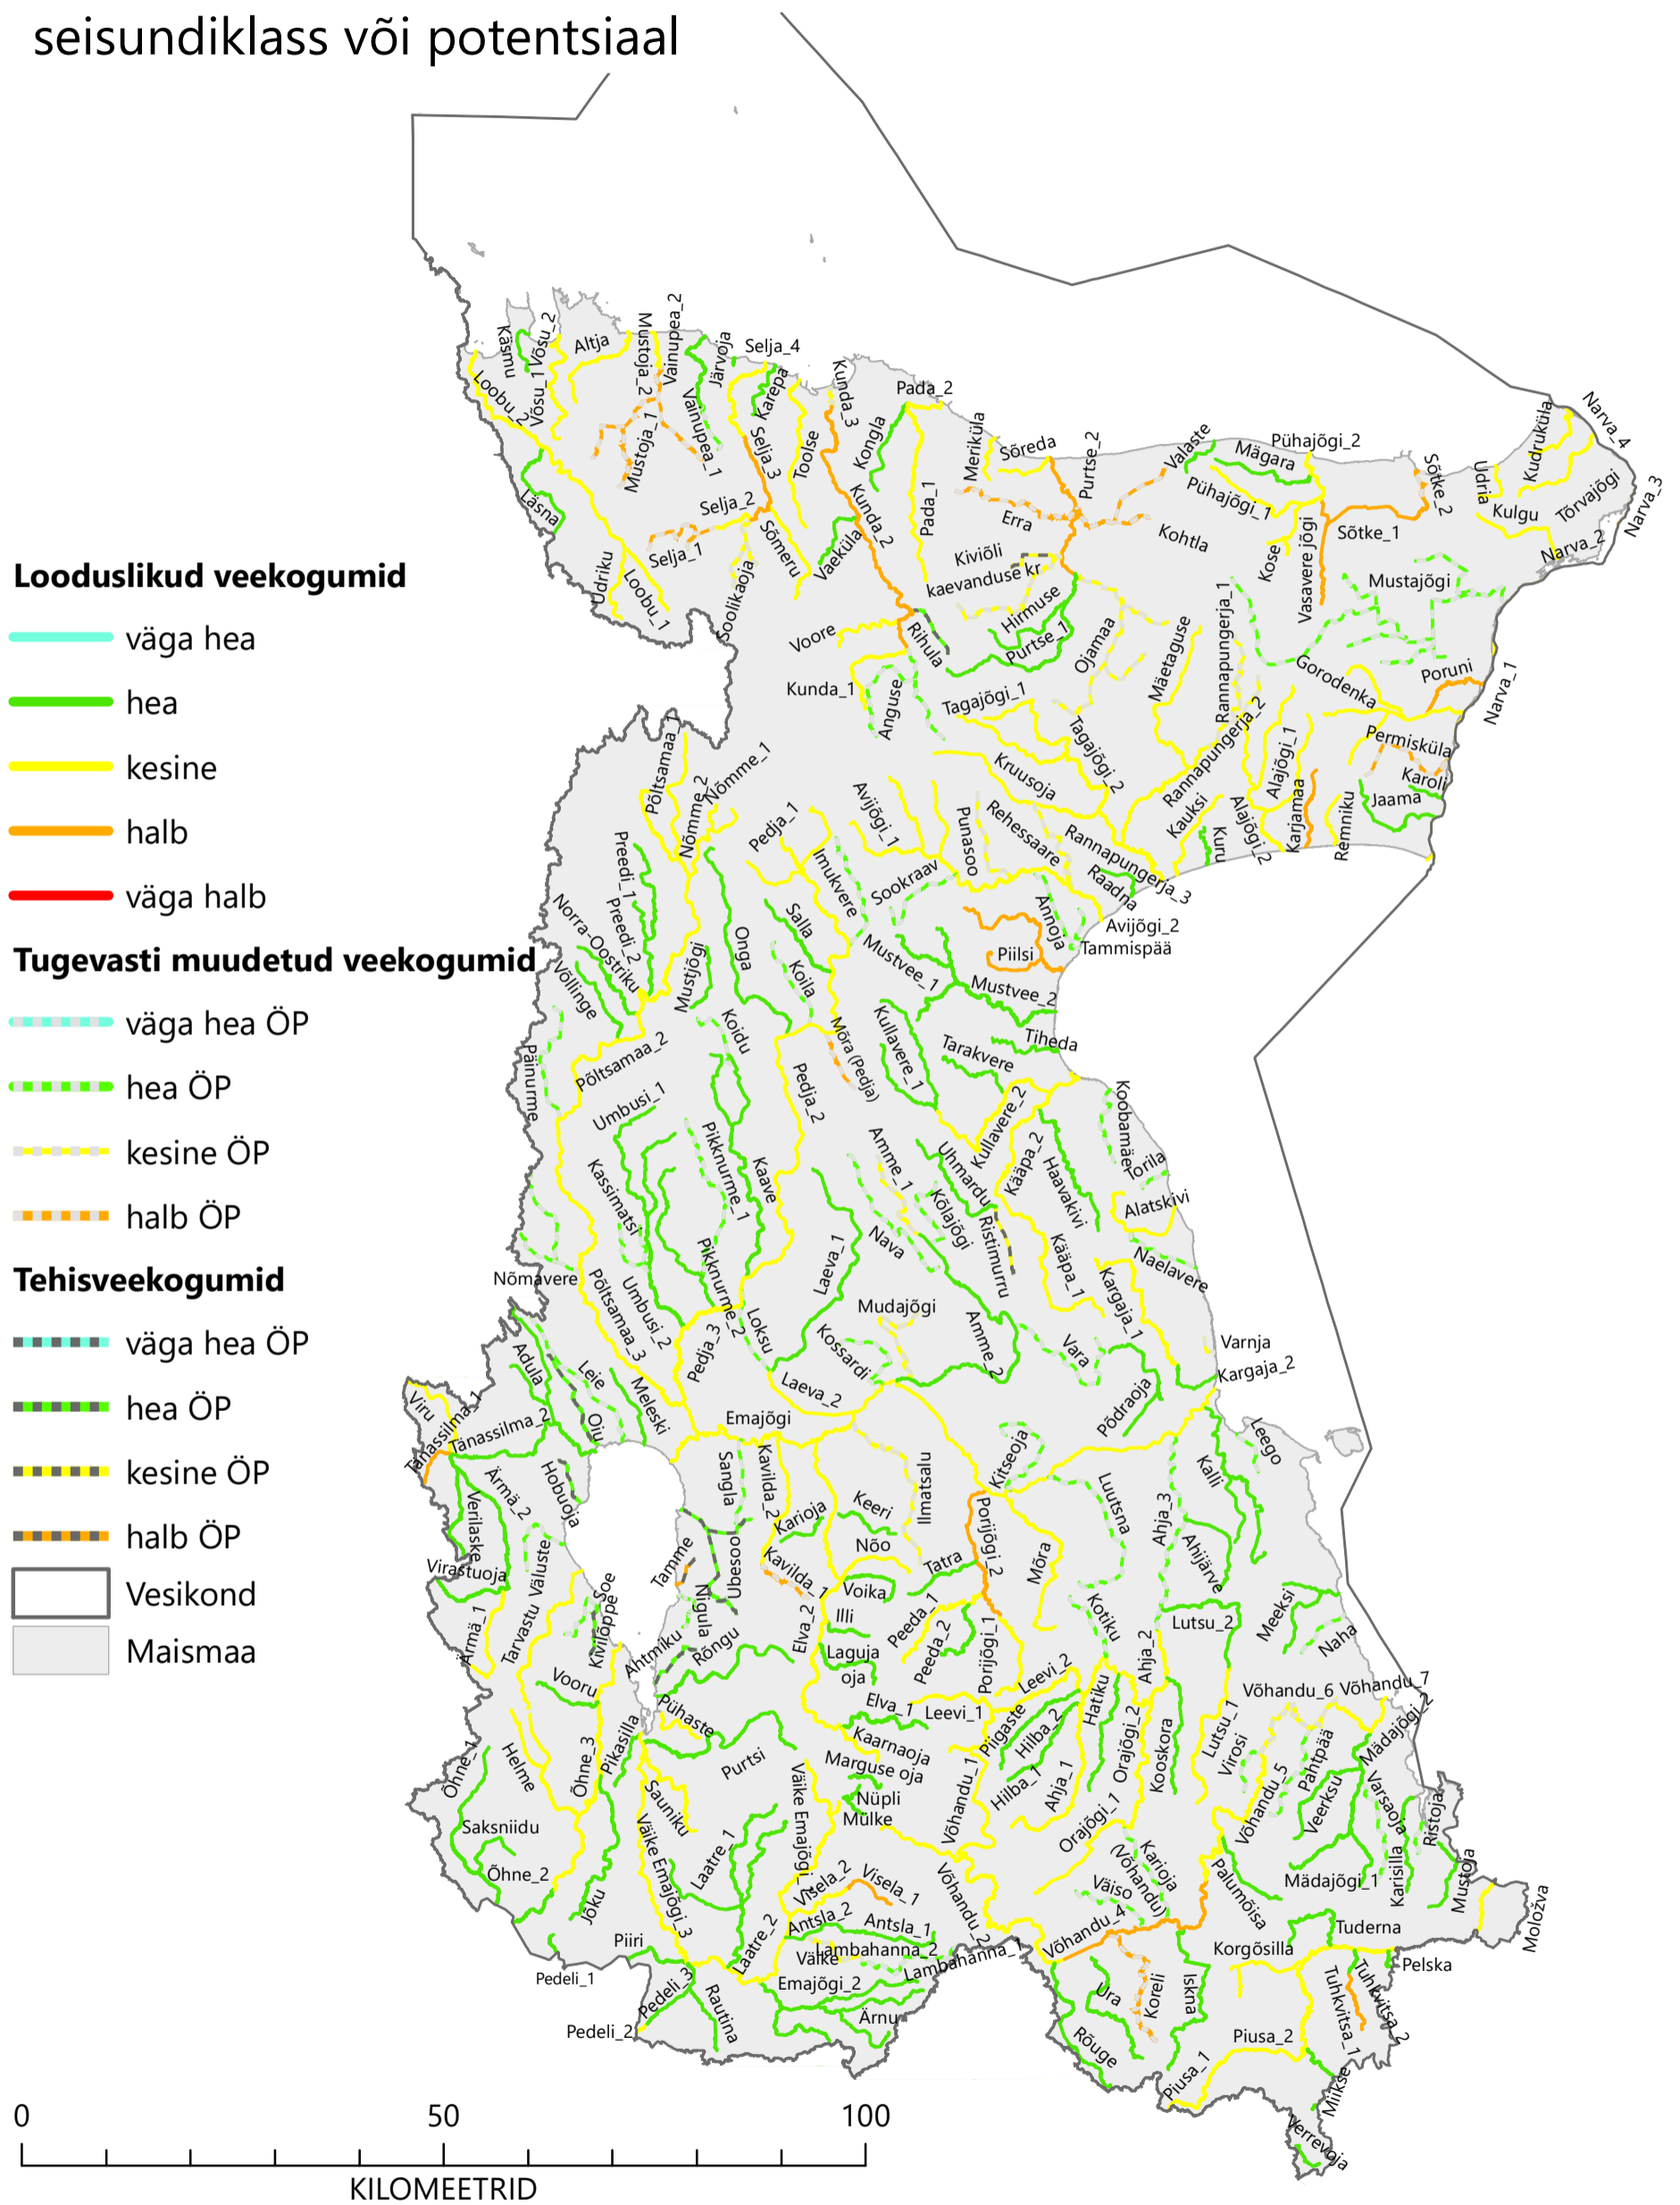 seisundiklass või potentsiaal
Looduslikud veekogumid
väga hea
hea
kesine
halb
väga halb
Tugevasti muudetud veekogumid
väga hea ÖP
hea ÖP
kesine ÖP
halb ÖP
Tehisveekogumid
väga hea ÖP
hea ÖP
kesine ÖP
halb ÖP
Vesikond
Maismaa
0
50
100
KILOMEETRID
Käsmu
Võsu_2
Altja
Mustoja_2
Vainupea_2
Järvoja
Selja_4
Loobu_2
Võsu_1
Mustoja_1
Vainupea_1
Karepa
Selja_3
Toolse
Kunda_3
Kongla
Pada_2
Meriküla
Sõreda
Purtse_2
Valaste
Mägara
Pühajõgi_2
Sõtke_2
Udria
Kudruküla
Narva_4
Läsna
Selja_2
Kunda_2
Pada_1
Erra
Kohtla
Pühajõgi_1
Sõtke_1
Kulgu
Tõrvajõgi
Narva_3
Selja_1
Sõmeru
Vaeküla
Kiviõli
kaevanduse kr
Kose
Vasavere jõgi
Mustajõgi
Narva_2
Udriku
Loobu_1
Soolikaoja
Voore
Rihula
Hirmuse
Purtse_1
Ojamaa
Mäetaguse
Rannapungerja_1
Gorodenka
Poruni
Narva_1
Kunda_1
Anguse
Tagajõgi_1
Tagajõgi_2
Rannapungerja_2
Alajõgi_1
Permisküla
Karoli
Jaama
Põltsamaa_1
Nõmme_1
Nõmme_2
Pedja_1
Avijõgi_1
Kruusoja
Punasoo
Rehessaare
Kauksi
Kuru
Alajõgi_2
Karjamaa
Remniku
Preedi_1
Preedi_2
Imukvere
Sookraav
Rannapungerja_3
Raadna
Annoja
Avijõgi_2
Tammispää
Norra-Oostriku
Võllinge
Mustjõgi
Onga
Salla
Koila
Mustvee_1
Piilsi
Mustvee_2
Päinurme
Põltsamaa_2
Koidu
Mõra (Pedja)
Kullavere_1
Tarakvere
Tiheda
Umbusi_1
Pedja_2
Kullavere_2
Koobamäe
Kassimatsi
Pikknurme_1
Kaave
Amme_1
Uhmardu
Kääpa_2
Haavakivi
Torila
Alatskivi
Nõmavere
Põltsamaa_3
Umbusi_2
Pikknurme_2
Laeva_1
Nava
Kõlajõgi
Ristimurru
Kääpa_1
Kargaja_1
Naelavere
Mudajõgi
Loksu
Kossardi
Amme_2
Vara
Varnja
Kargaja_2
Adula
Leie
Meleski
Pedja_3
Laeva_2
Viru
Tänassilma_1
Tänassilma_2
Oiu
Emajõgi
Põdraoja
Leego
Ärmä_2
Hobuoja
Sangla
Kavilda_2
Karioja
Keeri
Ilmatsalu
Kitseoja
Luutsna
Ahja_3
Kalli
Verilaske
Virastuoja
Väluste
Tamme
Ubesoo
Kavilda_1
Nõo
Tatra
Porijõgi_2
Mõra
Ahijärve
Ärmä_1
Tarvastu
Soe
Kivilõppe
Nigula
Voika
Illi
Elva_2
Peeda_1
Kotiku
Lutsu_2
Meeksi
Naha
Ahtmiku
Rõngu
Laguja
oja
Peeda_2
Porijõgi_1
Leevi_2
Ahja_2
Vooru
Pühaste
Elva_1
Leevi_1
Piigaste
Hilba_2
Hatiku
Orajõgi_2
Kooskora
Lutsu_1
Võhandu_6
Võhandu_7
Mädajõgi_2
Õhne_1
Helme
Õhne_3
Pikasilla
Purtsi
Kaarnaoja
Marguse oja
Nüpli
Mülke
Võhandu_1
Hilba_1
Ahja_1
Orajõgi_1
Virosi
Võhandu_5
Pahtpää
Veerksu
Varsaoja
Ristoja
Saksniidu
Õhne_2
Sauniku
Väike Emajõgi_3
Laatre_1
Väike Emajõgi_
Visela_2
Visela_1
Võhandu_2
Karioja
(Võhandu)
Väiso
Palumõisa
Mädajõgi_1
Karisilla
Mustoja
Jõku
Piiri
Laatre_2
Antsla_2
Antsla_1
Lambahanna_2
Väike
Emajõgi_2
Lambahanna_1
Võhandu_4
Korgõsilla
Tuderna
Pelska
Moložva
Pedeli_1
Pedeli_3
Pedeli_2
Rautina
Ärnu
Ura
Koreli
Iskna
Rõuge
Piusa_1
Piusa_2
Tuhkvitsa_1
Tuhkvitsa_2
Miikse
Verrevoja